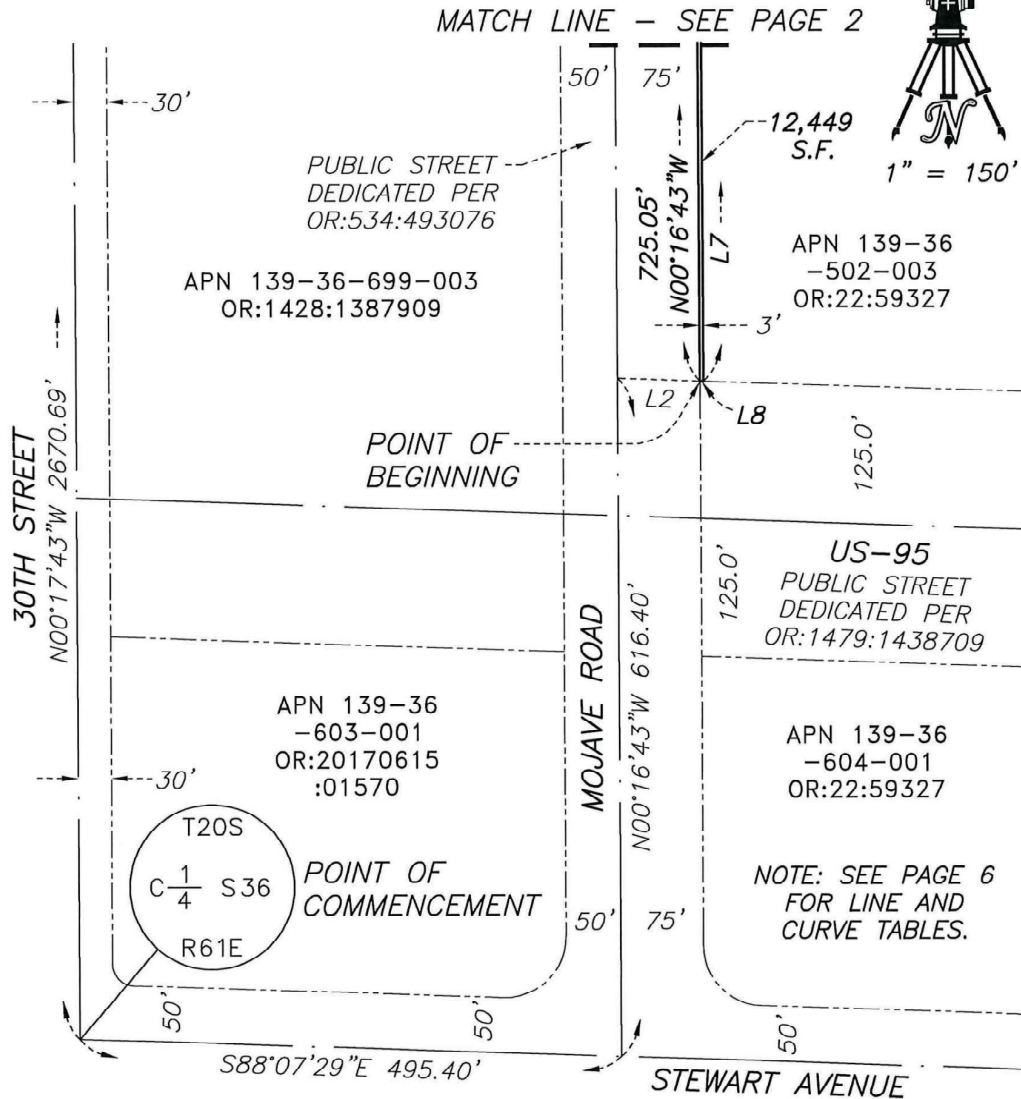 MATCH LINE – SEE PAGE 2
50'
75'
30'
12,449
S.F.
N
1" = 150'
PUBLIC STREET
DEDICATED PER
OR:534:493076
725.05'
N00°16'43"W
L7
APN 139-36-699-003
OR:1428:1387909
APN 139-36
-502-003
OR:22:59327
3'
L2
L8
POINT OF
BEGINNING
125.0'
30TH STREET
N00°17'43"W 2670.69'
US-95
PUBLIC STREET
DEDICATED PER
OR:1479:1438709
125.0'
MOJAVE ROAD
N00°16'43"W 616.40'
APN 139-36
-603-001
OR:20170615
:01570
30'
APN 139-36
-604-001
OR:22:59327
T20S
C 1/4 S36
R61E
POINT OF
COMMENCEMENT
NOTE: SEE PAGE 6
FOR LINE AND
CURVE TABLES.
50'
75'
50'
50'
50'
S88°07'29"E 495.40'
STEWART AVENUE